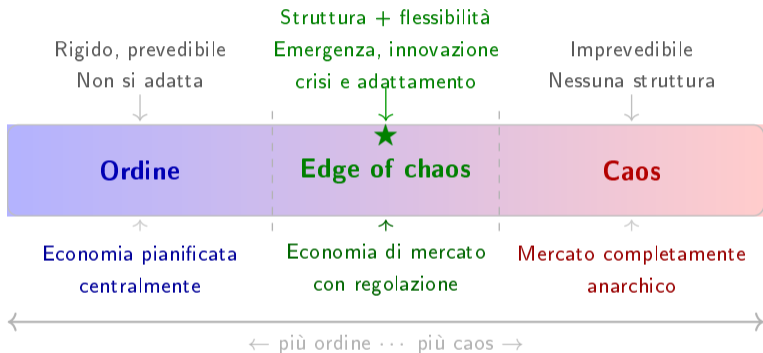 Struttura + flessibilità
Rigido, prevedibile
Emergenza, innovazione
Imprevedibile
Non si adatta
crisi e adattamento
Nessuna struttura
Ordine
Edge of chaos
Caos
Economia pianificata
centralmente
Economia di mercato
con regolazione
Mercato completamente
anarchico
← più ordine ··· più caos →